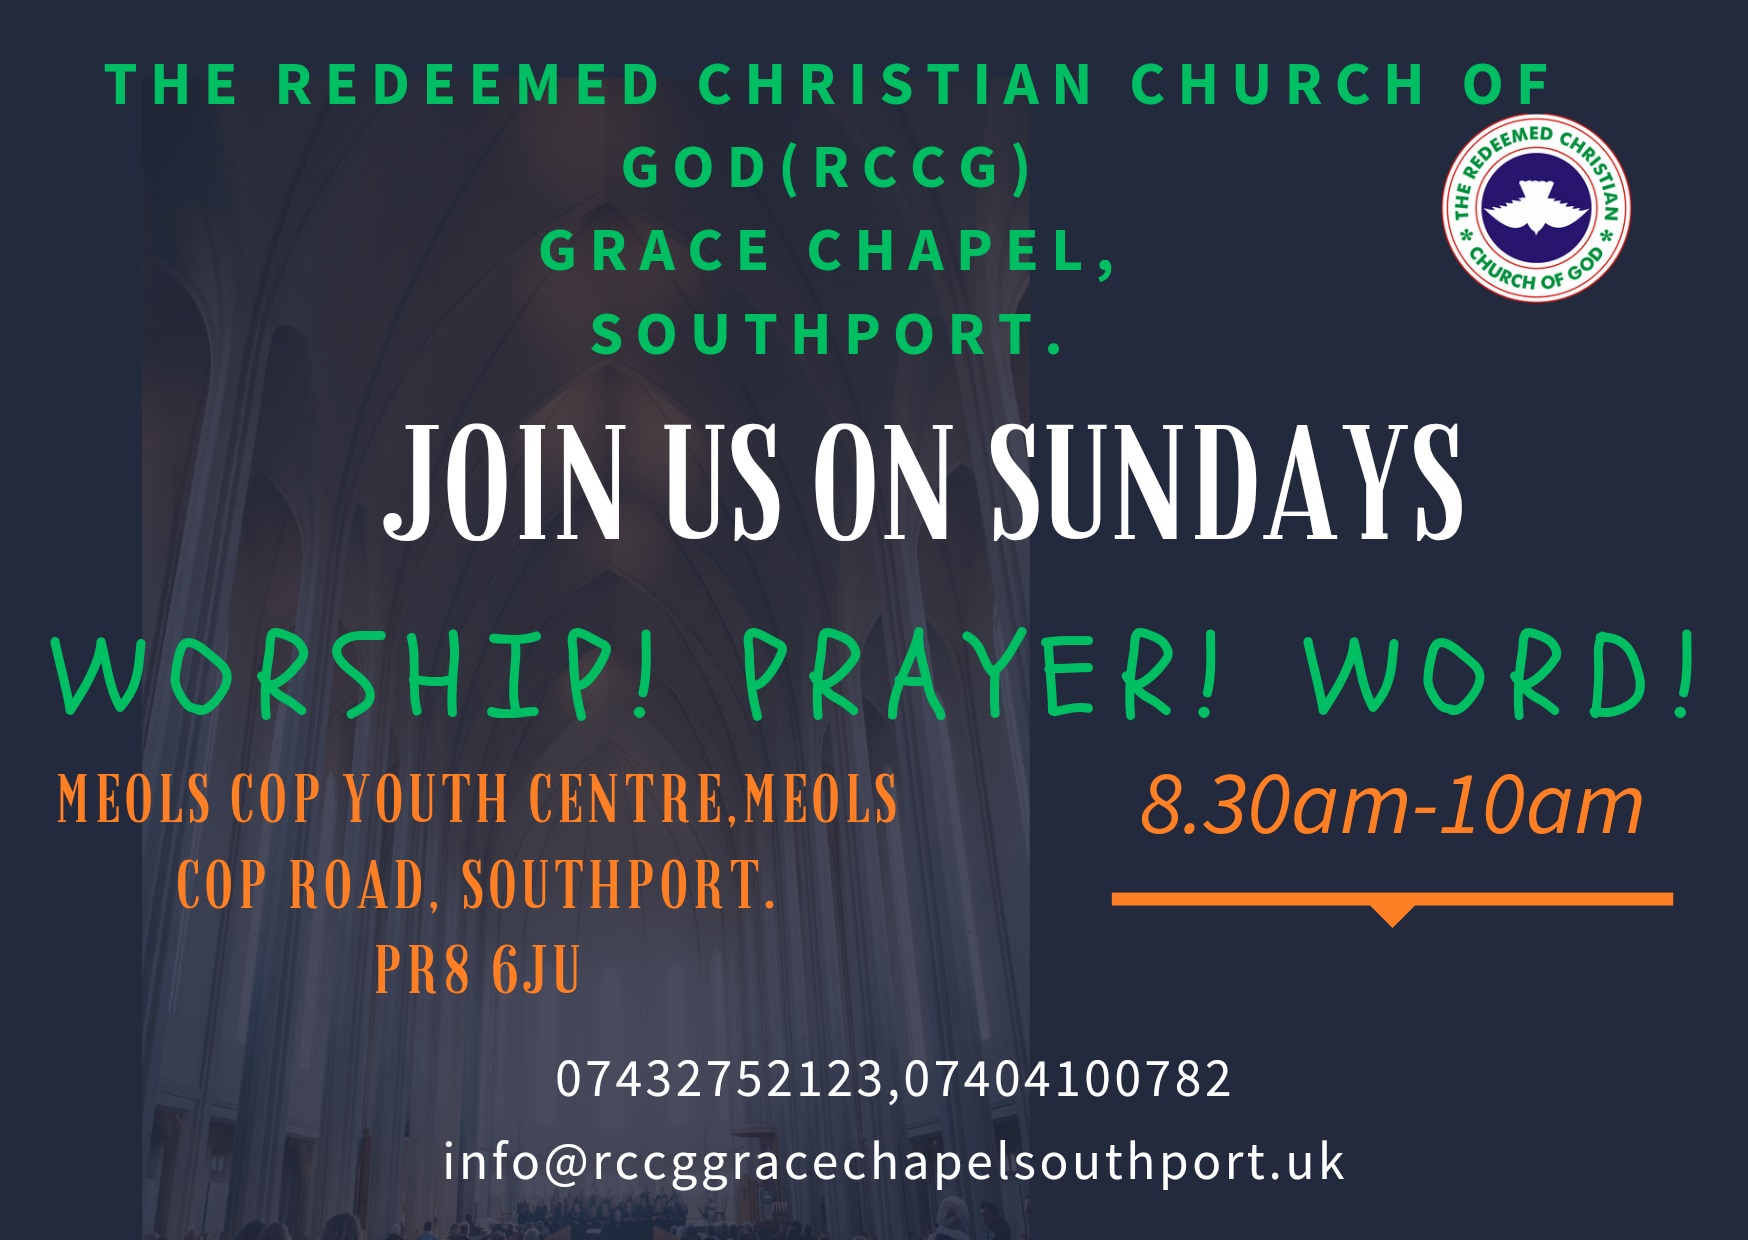 THE REDEEMED CHRISTIAN CHURCH OF
GOD(RCCG)
GRACE CHAPEL,
SOUTHPORT.
THE REDEEMED CHRISTIAN
* CHURCH OF GOD *
JOIN US ON SUNDAYS
WORSHIP! PRAYER! WORD!
MEOLS COP YOUTH CENTRE,MEOLS
COP ROAD, SOUTHPORT.
PR8 6JU
8.30am-10am
07432752123,07404100782
info@rccggracechapelsouthport.uk